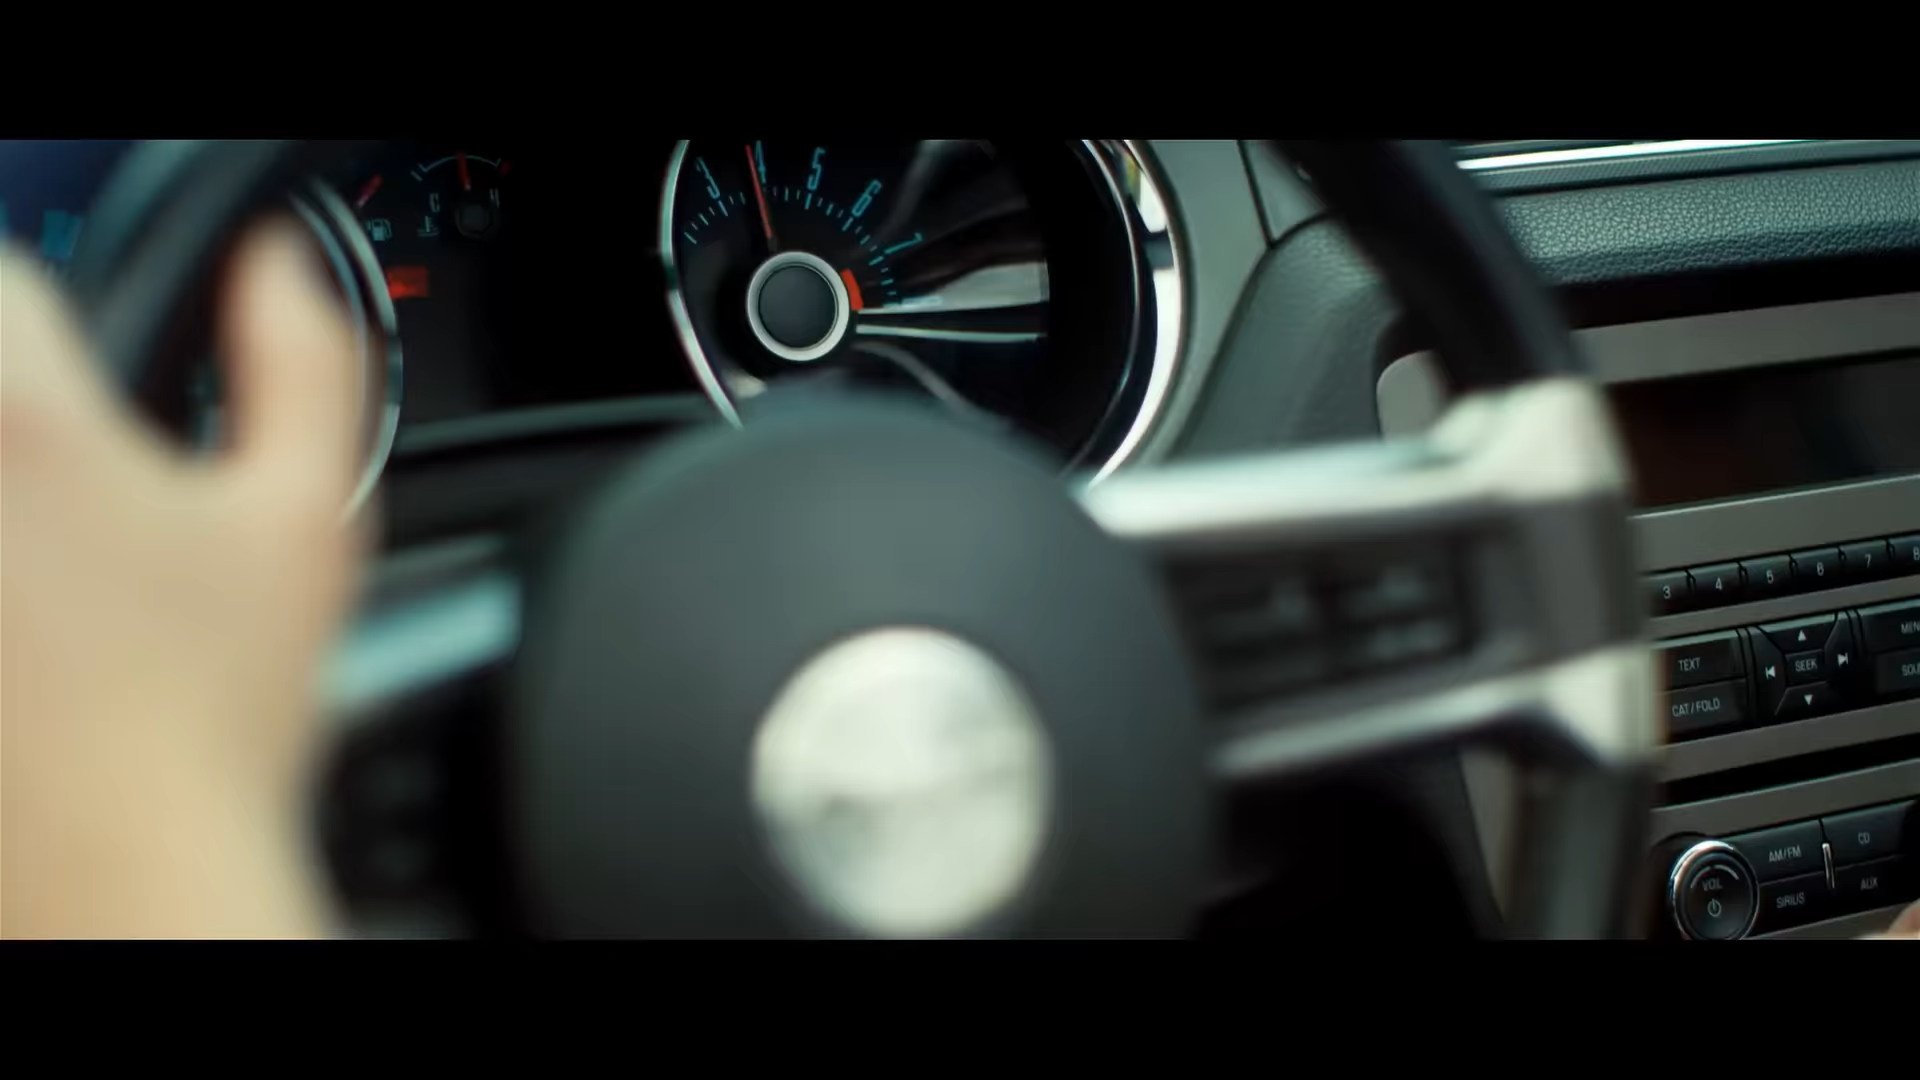 C H
3 4 5 6 7
3 4 5 6 7 8
TEXT SEEK
CAT / FOLD
AM/FM CD
VOL SIRIUS AUX